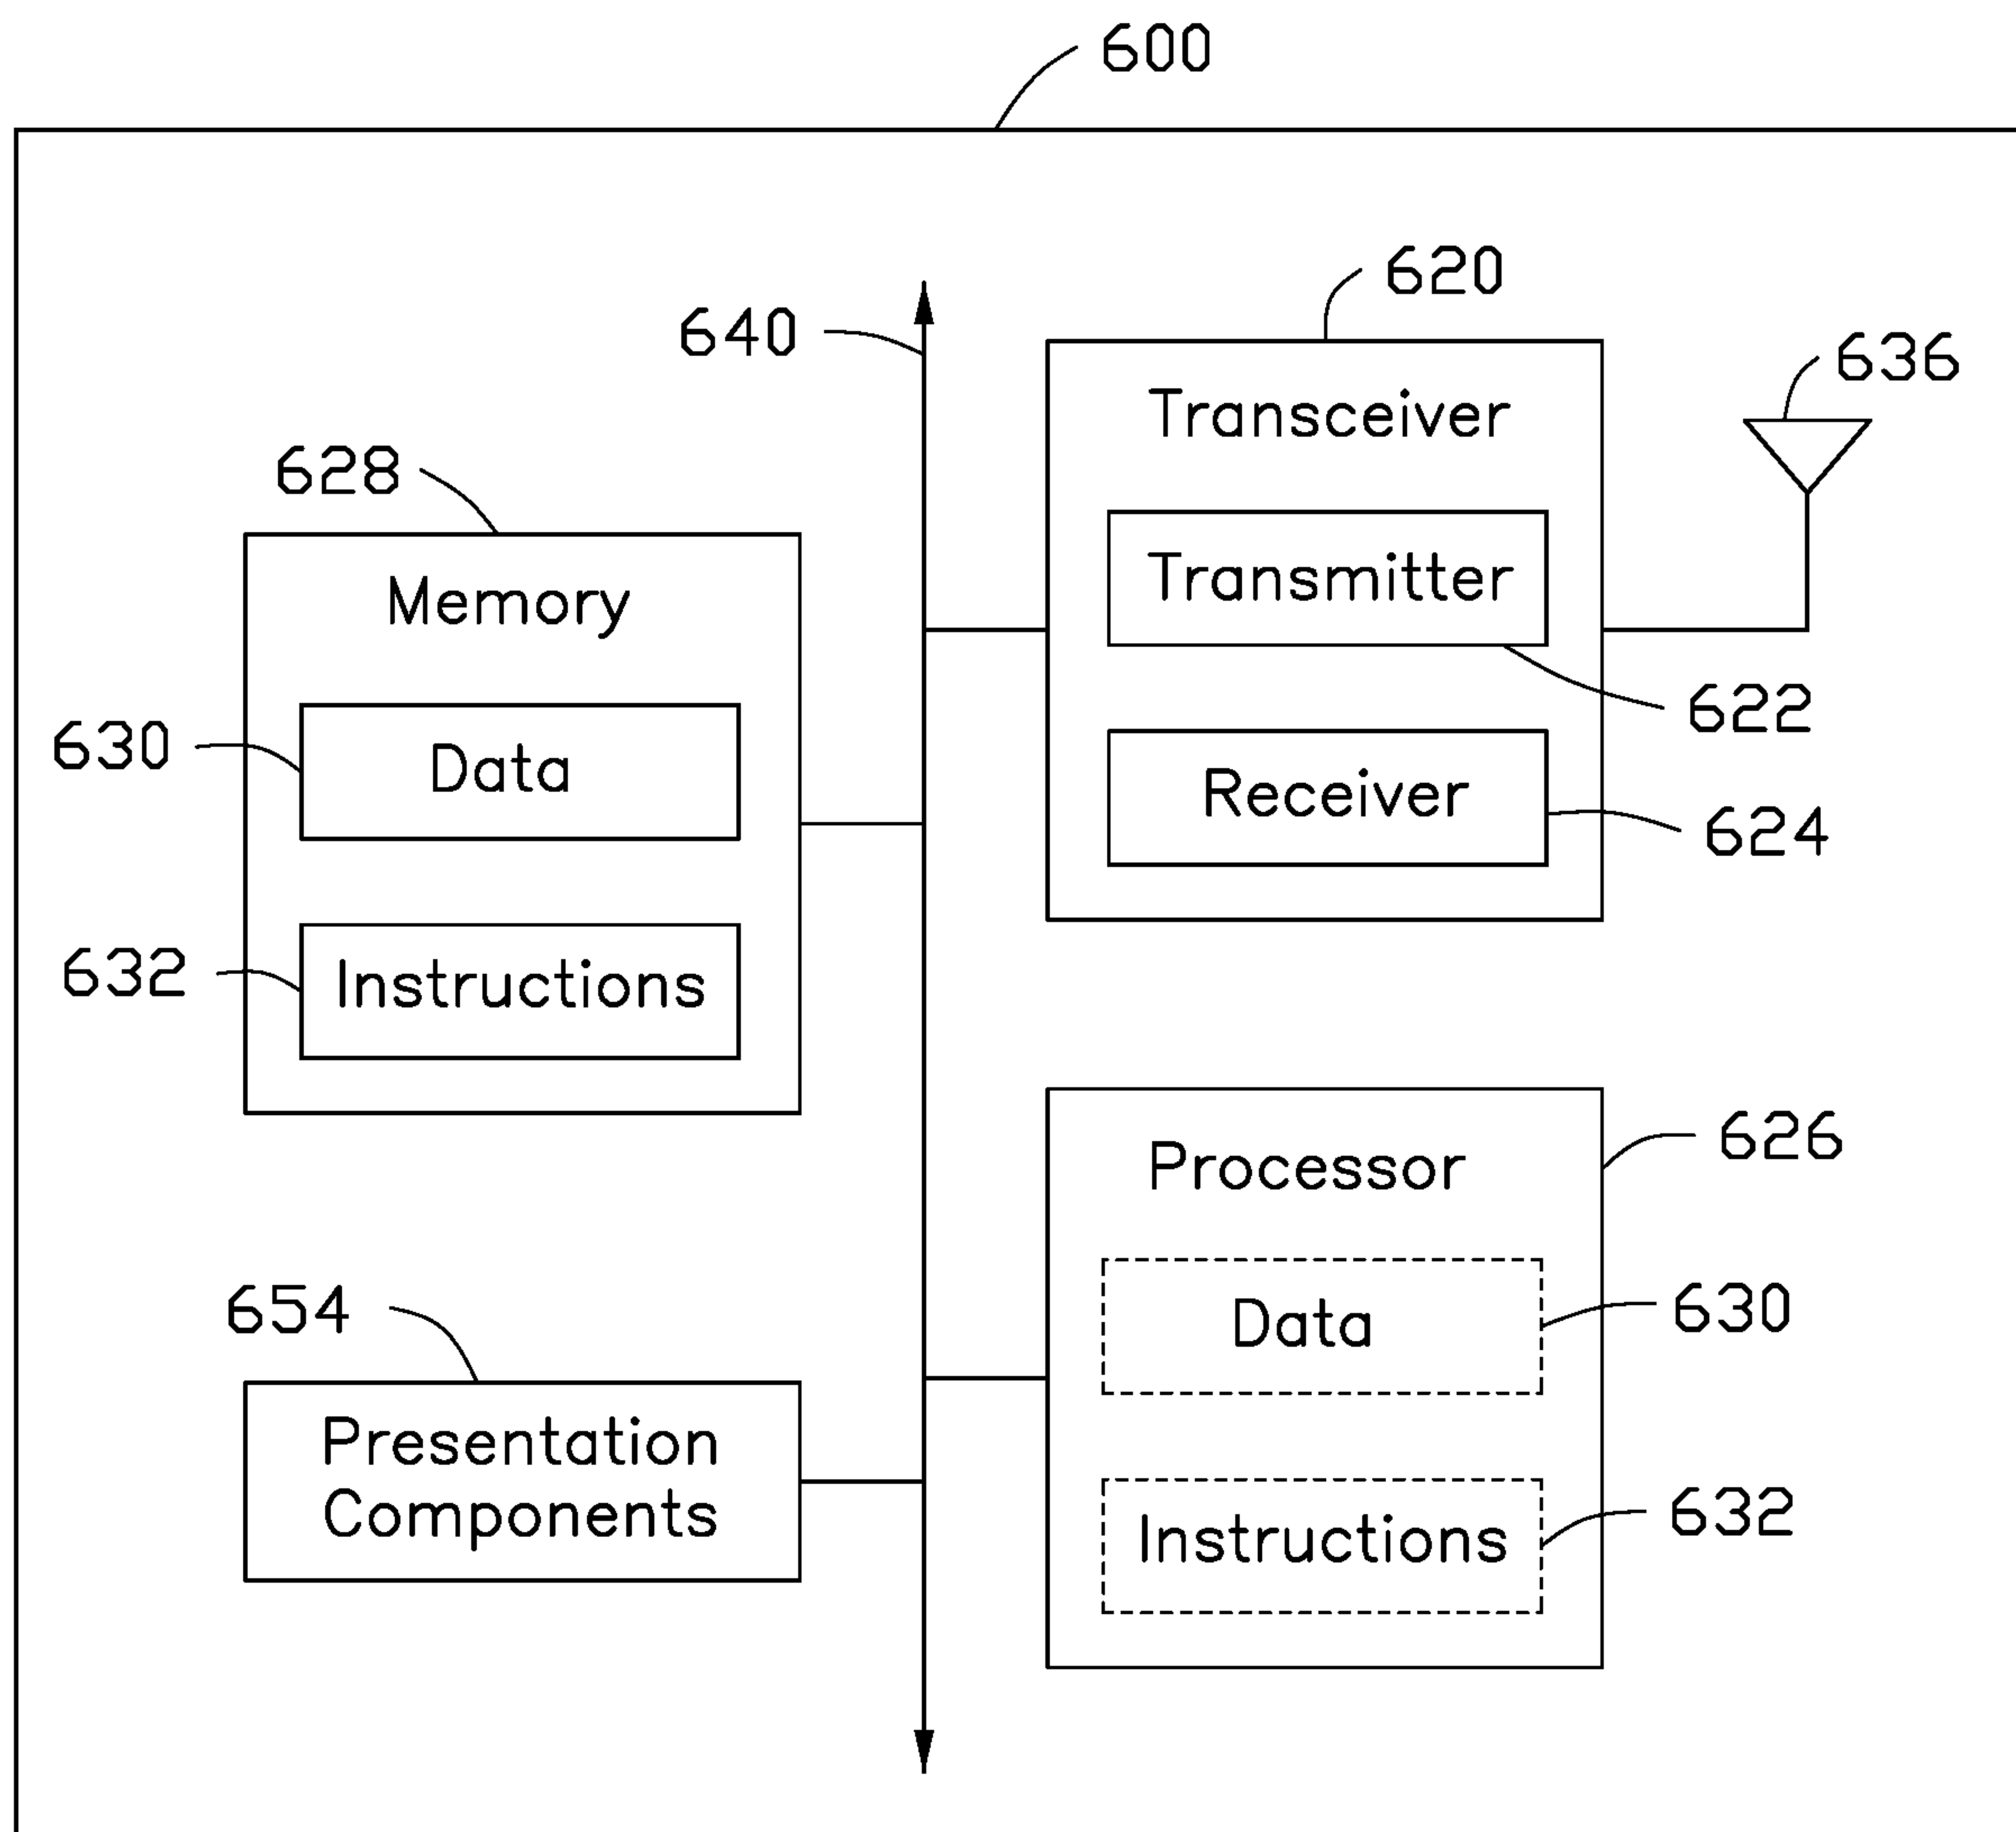 600
620
640
636
Transceiver
628
Transmitter
Memory
622
630
Data
Receiver
624
632
Instructions
626
Processor
654
Data
630
Presentation
Components
632
Instructions